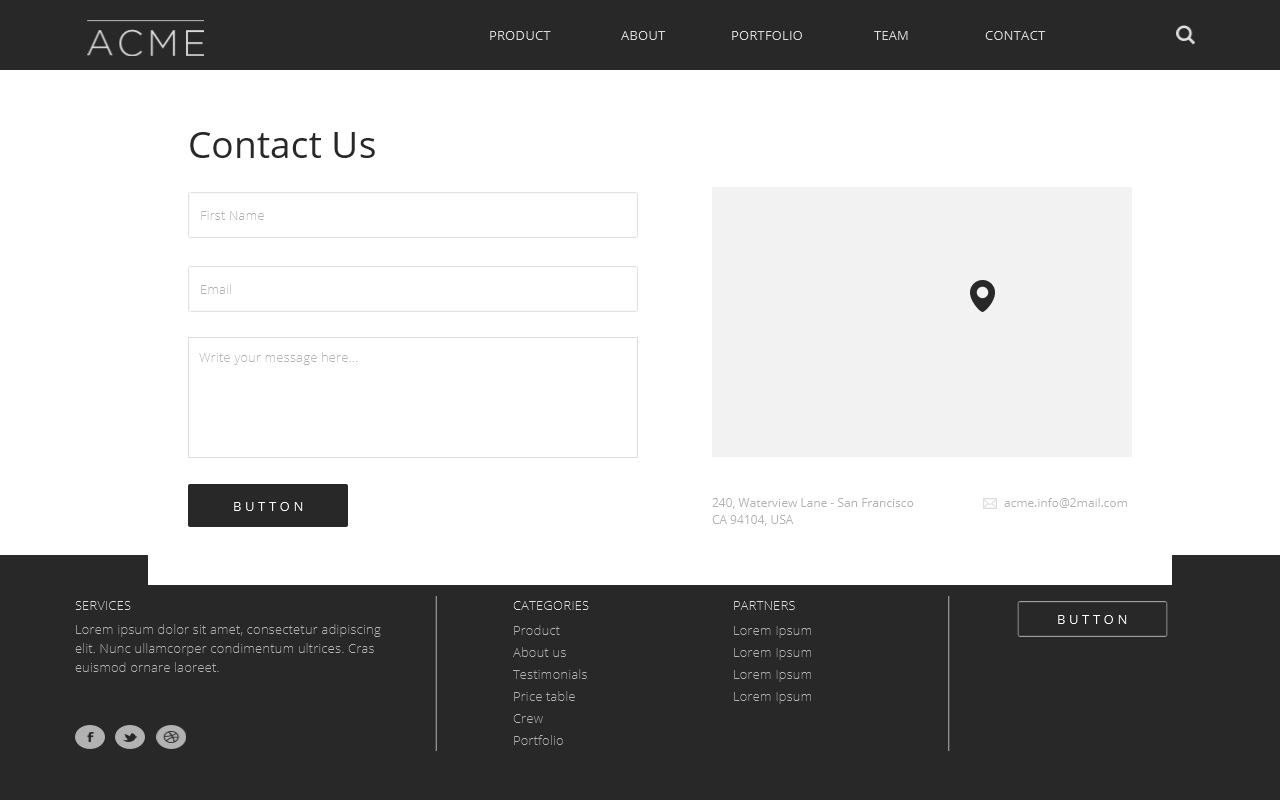 ACME
PRODUCT
ABOUT
PORTFOLIO
TEAM
CONTACT
Contact Us
First Name
Email
Write your message here...
BUTTON
240, Waterview Lane - San Francisco
CA 94104, USA
acme.info@2mail.com
SERVICES
Lorem ipsum dolor sit amet, consectetur adipiscing
elit. Nunc ullamcorper condimentum ultrices. Cras
euismod ornare laoreet.
CATEGORIES
Product
About us
Testimonials
Price table
Crew
Portfolio
PARTNERS
Lorem Ipsum
Lorem Ipsum
Lorem Ipsum
Lorem Ipsum
BUTTON